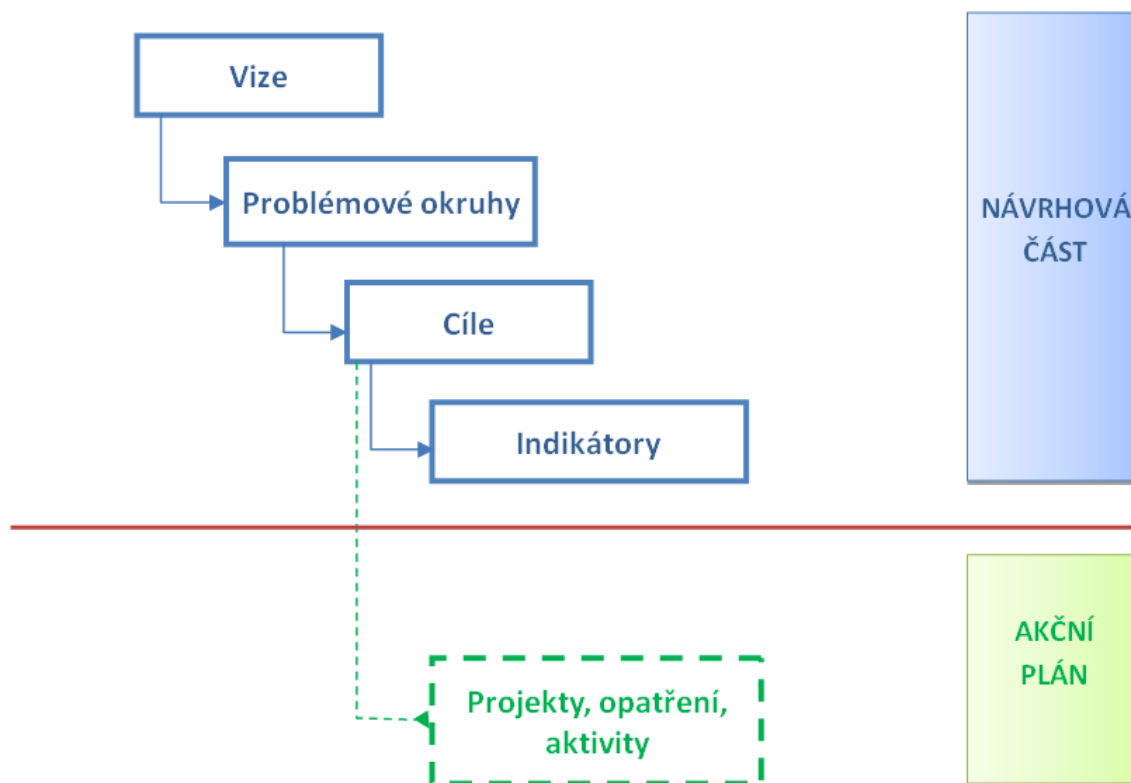 Vize
Problémové okruhy
NÁVRHOVÁ
ČÁST
Cíle
Indikátory
AKČNÍ
PLÁN
Projekty, opatření,
aktivity